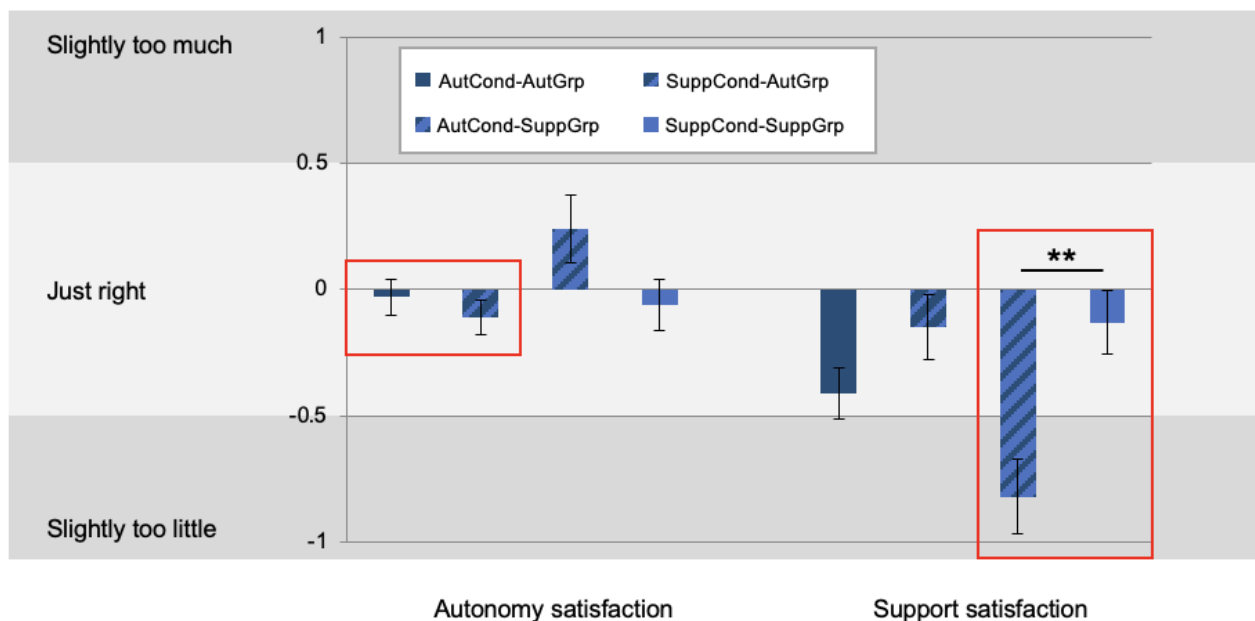 Slightly too much
1
AutCond-AutGrp SuppCond-AutGrp
AutCond-SuppGrp SuppCond-SuppGrp
0.5
**
Just right
0
-0.5
Slightly too little
-1
Autonomy satisfaction Support satisfaction